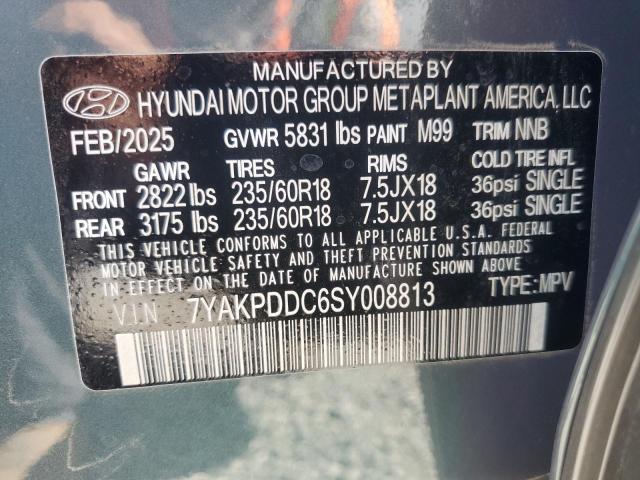 MANUFACTURED BY
HYUNDAI MOTOR GROUP METAPLANT AMERICA, LLC
FEB/2025 GVWR 5831 lbs PAINT M99 TRIM NNB
GAWR TIRES RIMS COLD TIRE INFL
FRONT 2822 lbs 235/60R18 7.5JX18 36psi SINGLE
REAR 3175 lbs 235/60R18 7.5JX18 36psi SINGLE
THIS VEHICLE CONFORMS TO ALL APPLICABLE U.S.A. FEDERAL
MOTOR VEHICLE SAFETY AND THEFT PREVENTION STANDARDS
IN EFFECT ON THE DATE OF MANUFACTURE SHOWN ABOVE.
VIN 7YAKPDDC6SY008813 TYPE: MPV